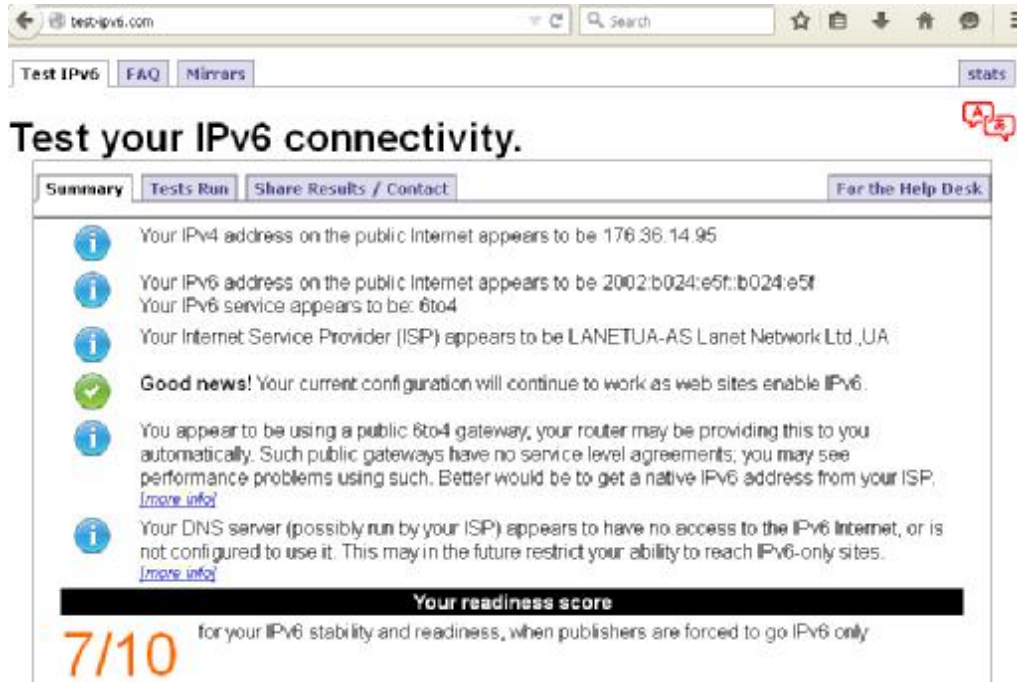 test-ipv6.com
Search
Test IPv6 FAQ Mirrors stats
Test your IPv6 connectivity.
Summary Tests Run Share Results / Contact For the Help Desk
Your IPv4 address on the public Internet appears to be 176.36.14.95
Your IPv6 address on the public Internet appears to be 2002:b024:e5f::b024:e5f
Your IPv6 service appears to be: 6to4
Your Internet Service Provider (ISP) appears to be LANETUA-AS Lanet Network Ltd.,UA
Good news! Your current configuration will continue to work as web sites enable IPv6.
You appear to be using a public 6to4 gateway; your router may be providing this to you
automatically. Such public gateways have no service level agreements; you may see
performance problems using such. Better would be to get a native IPv6 address from your ISP.
[more info]
Your DNS server (possibly run by your ISP) appears to have no access to the IPv6 Internet, or is
not configured to use it. This may in the future restrict your ability to reach IPv6-only sites.
[more info]
Your readiness score
7/10 for your IPv6 stability and readiness, when publishers are forced to go IPv6 only